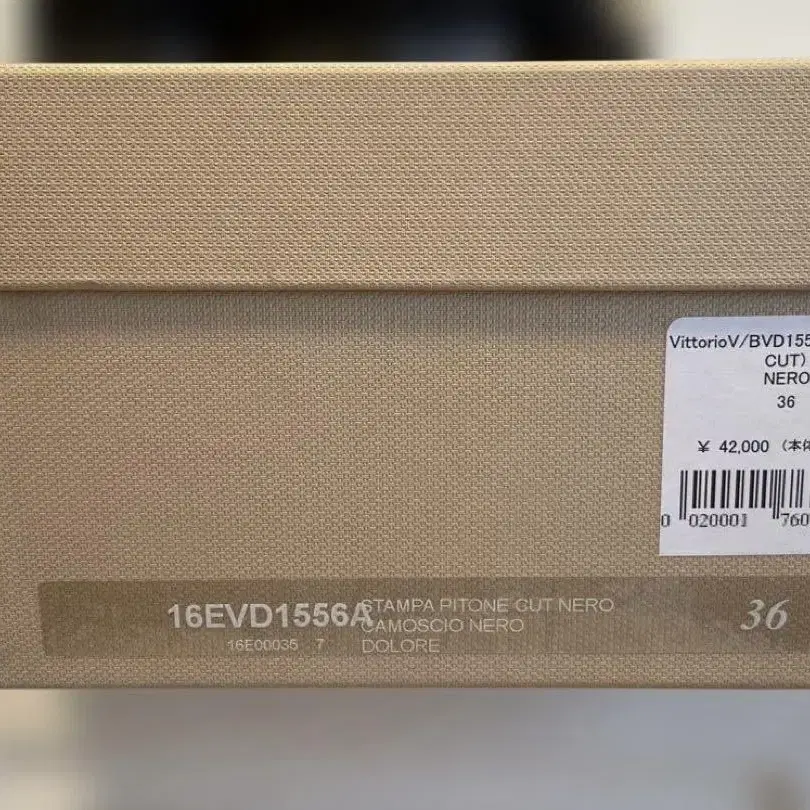 VittorioV/BVD155
CUT)
NERO
36
¥ 42,000 (本体
0 020001 760
16EVD1556A
16E00035 7
STAMPA PITONE CUT NERO
CAMOSCIO NERO
DOLORE
36